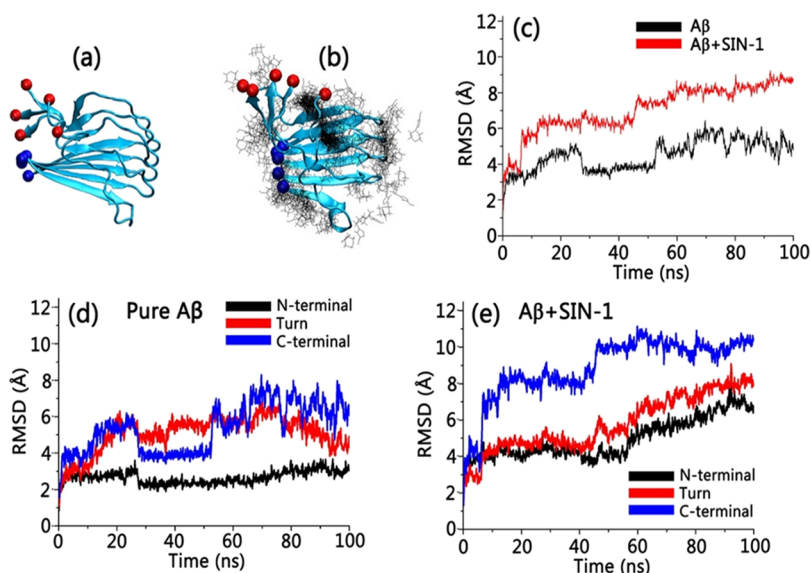 (a)
(b)
(c)
Aβ
Aβ+SIN-1
RMSD (Å)
12
10
8
6
4
2
0
0 20 40 60 80 100
Time (ns)
(d) Pure Aβ
N-terminal
Turn
C-terminal
RMSD (Å)
12
10
8
6
4
2
0
0 20 40 60 80 100
Time (ns)
(e) Aβ+SIN-1
RMSD (Å)
12
10
8
6
4
2
0
N-terminal
Turn
C-terminal
0 20 40 60 80 100
Time (ns)